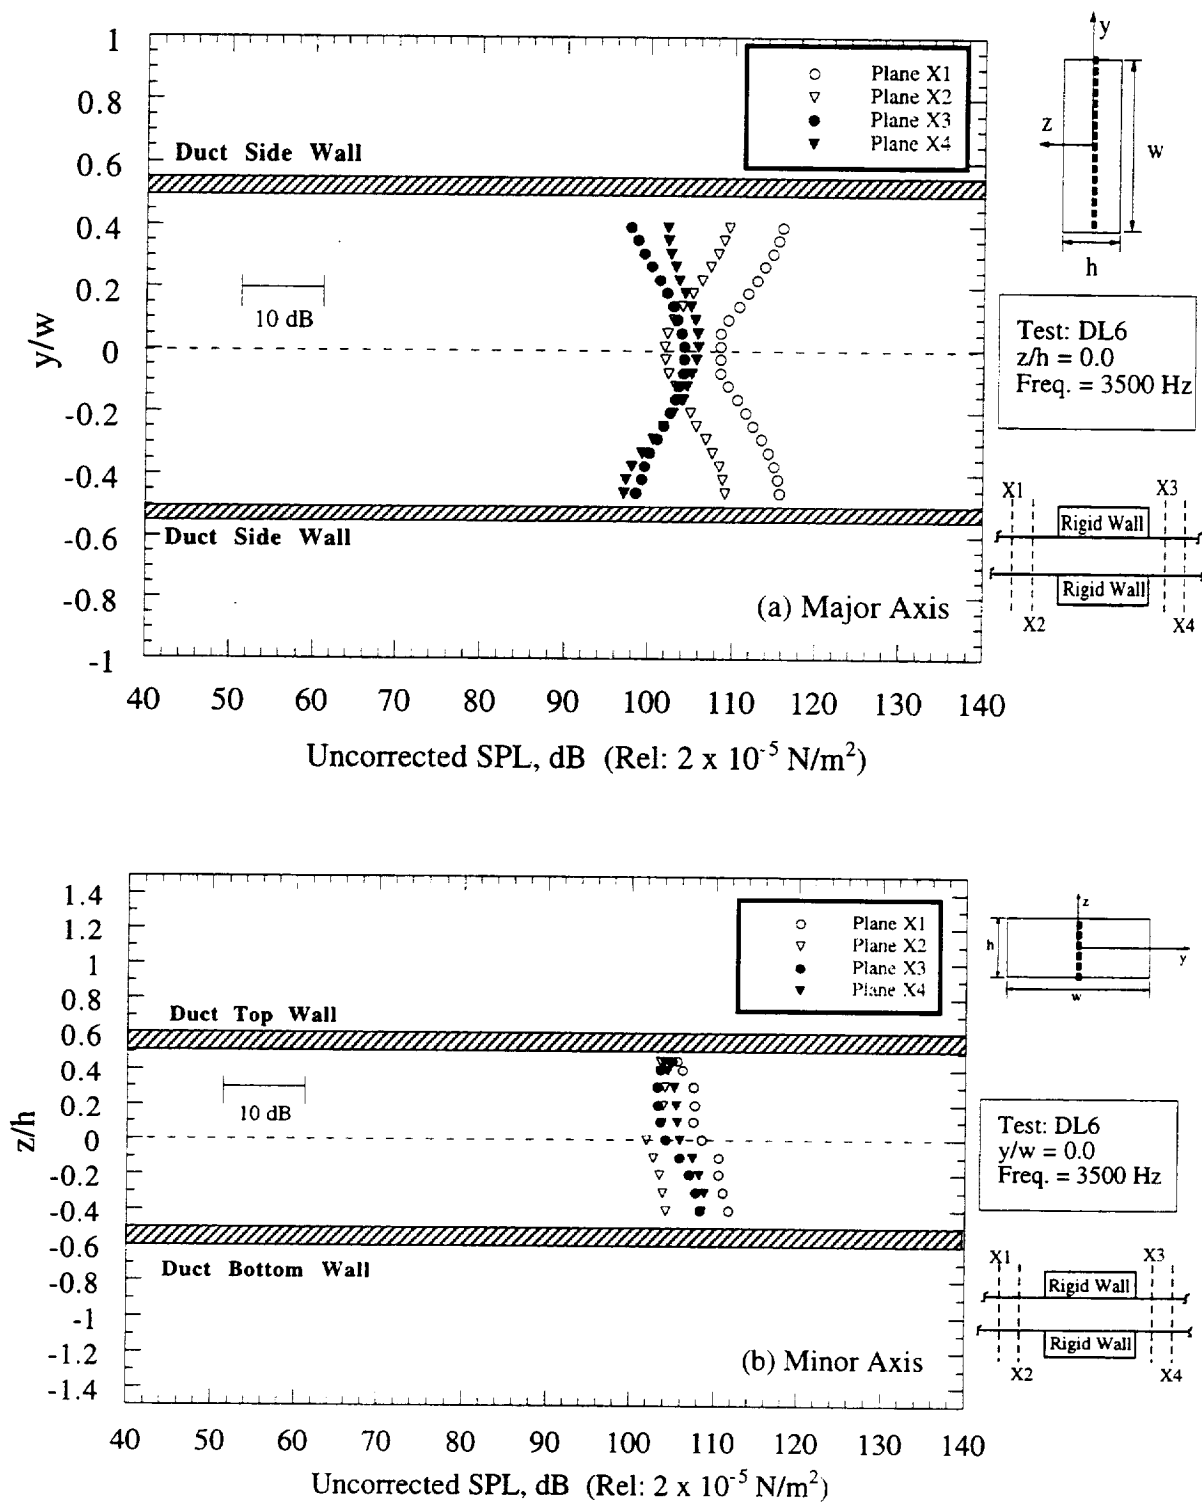 1
0.8
0.6
0.4
0.2
0
-0.2
-0.4
-0.6
-0.8
-1
y/w
Duct Side Wall
Plane X1
Plane X2
Plane X3
Plane X4
10 dB
Duct Side Wall
(a) Major Axis
40 50 60 70 80 90 100 110 120 130 140
Uncorrected SPL, dB (Rel: 2 x 10⁻⁵ N/m²)
y
z
w
h
Test: DL6
z/h = 0.0
Freq. = 3500 Hz
X1 X3
Rigid Wall
Rigid Wall
X2 X4
1.4
1.2
1
0.8
0.6
0.4
0.2
0
-0.2
-0.4
-0.6
-0.8
-1
-1.2
-1.4
z/h
Duct Top Wall
Plane X1
Plane X2
Plane X3
Plane X4
10 dB
Duct Bottom Wall
(b) Minor Axis
40 50 60 70 80 90 100 110 120 130 140
Uncorrected SPL, dB (Rel: 2 x 10⁻⁵ N/m²)
z
h
y
w
Test: DL6
y/w = 0.0
Freq. = 3500 Hz
X1 X3
Rigid Wall
Rigid Wall
X2 X4